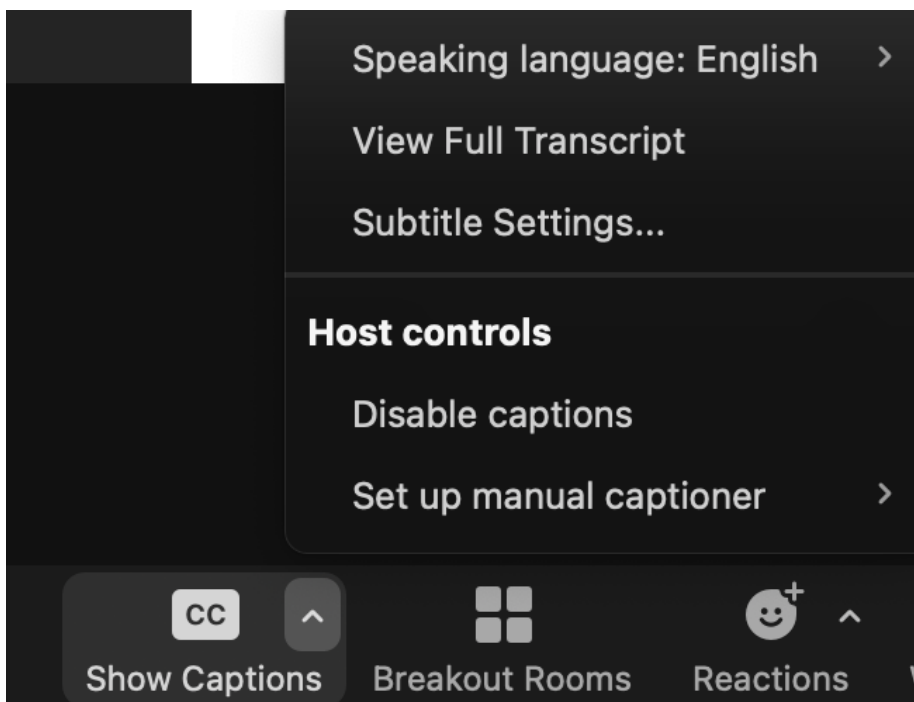 Speaking language: English
View Full Transcript
Subtitle Settings...
Host controls
Disable captions
Set up manual captioner
CC
Show Captions
Breakout Rooms
Reactions